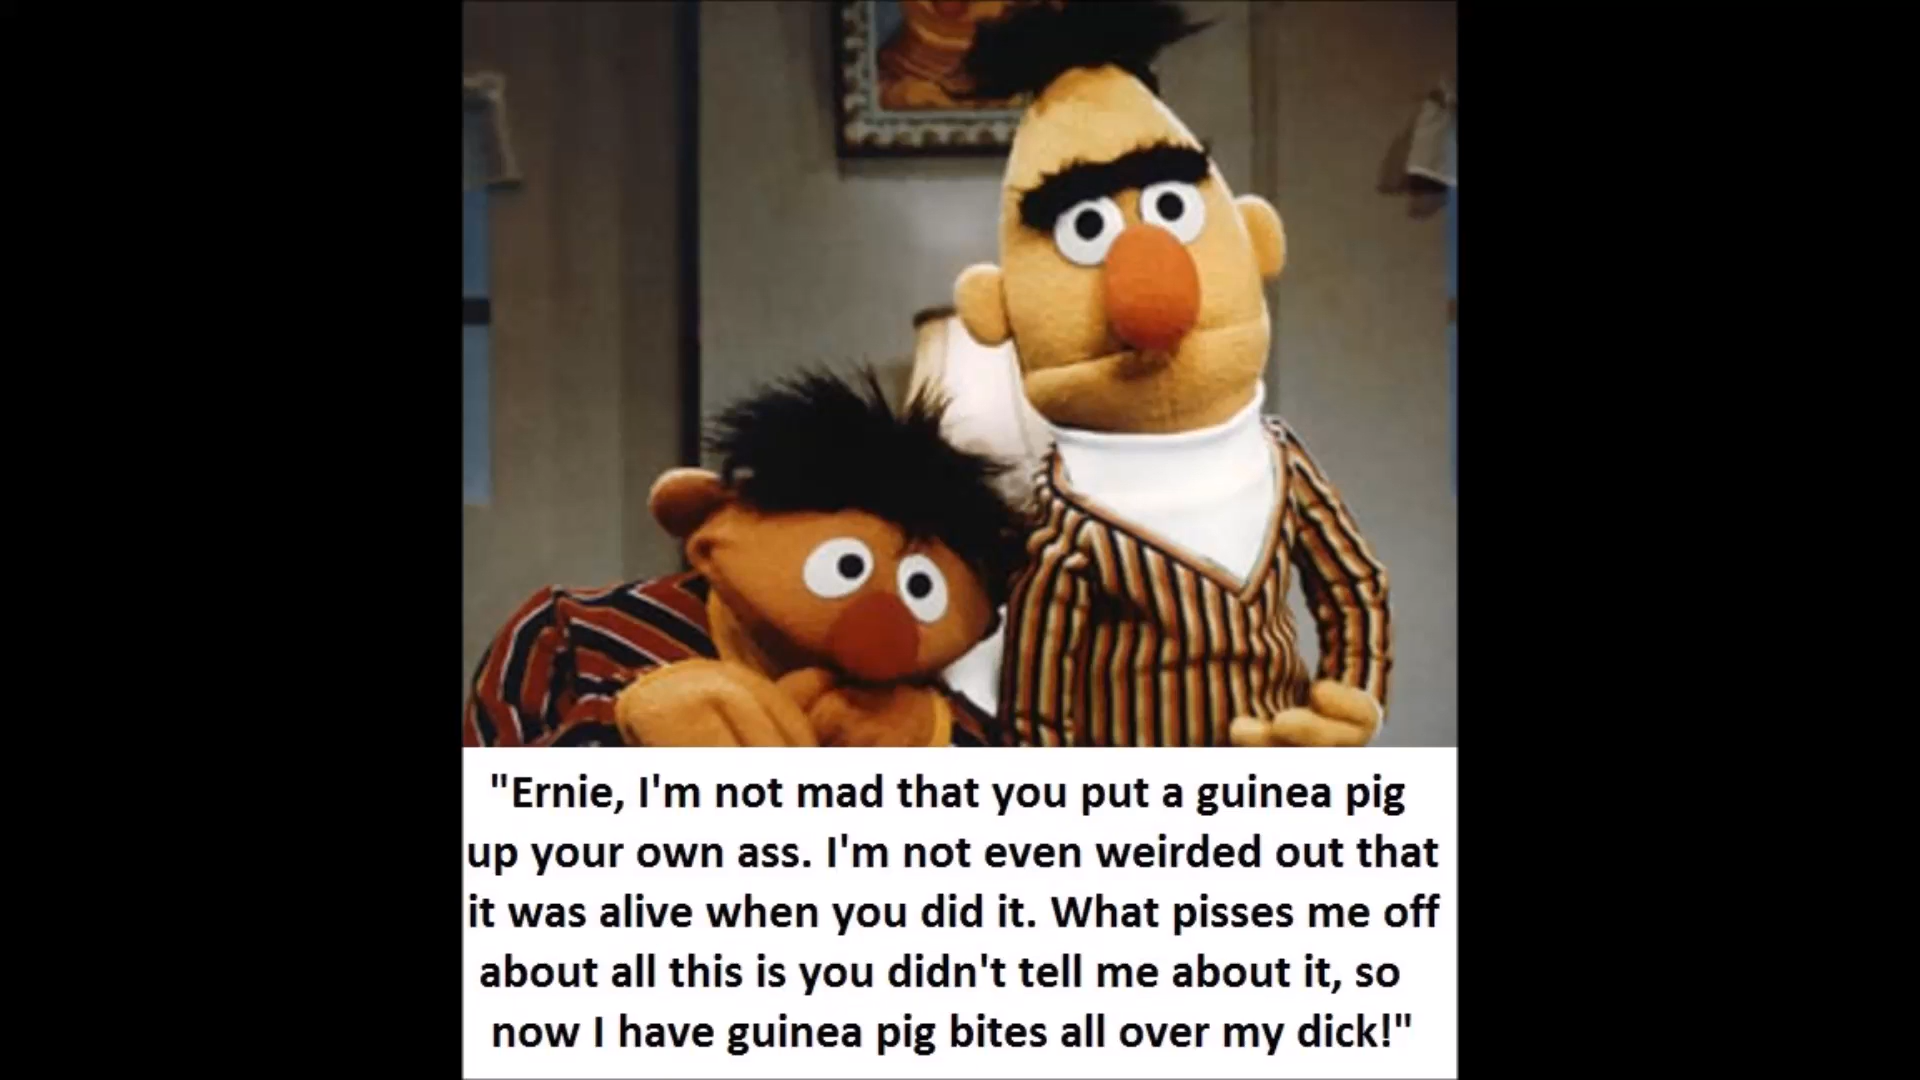 "Ernie, I'm not mad that you put a guinea pig
up your own ass. I'm not even weirded out that
it was alive when you did it. What pisses me off
about all this is you didn't tell me about it, so
now I have guinea pig bites all over my dick!"